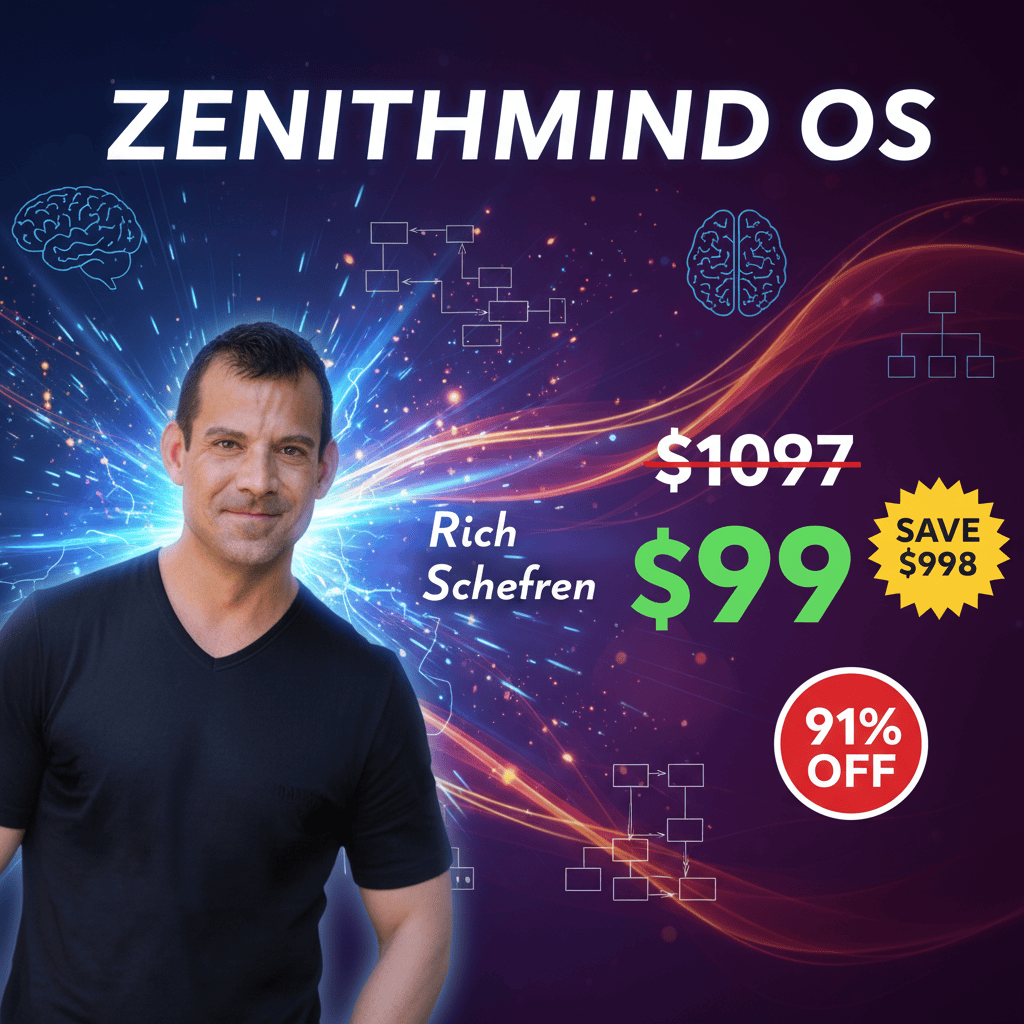 ZENITHMIND OS
$1097
Rich
Schefren
$99
SAVE
$998
91%
OFF